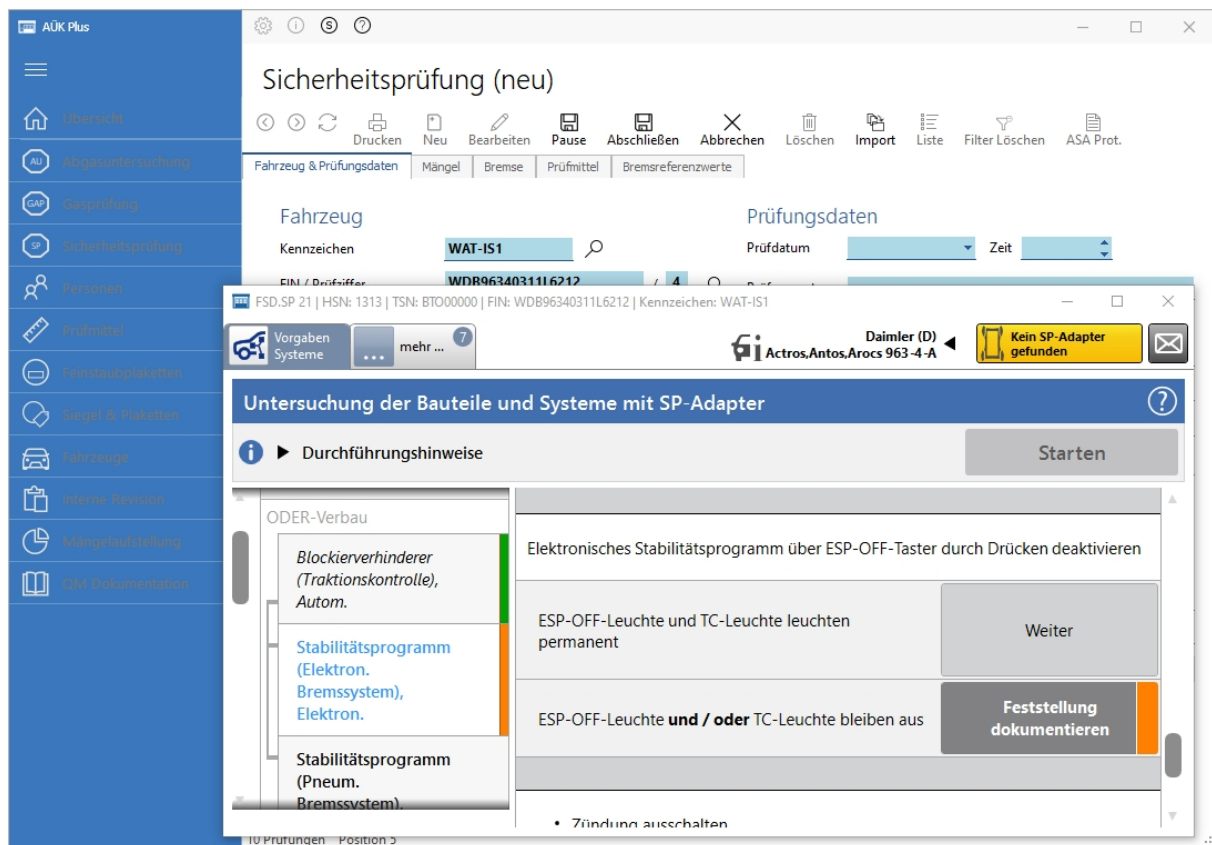 AÜK Plus
Sicherheitsprüfung (neu)
Drucken Neu Bearbeiten Pause Abschließen Abbrechen Löschen Import Liste Filter Löschen ASA Prot.
Fahrzeug & Prüfungsdaten Mängel Bremse Prüfmittel Bremsreferenzwerte
Übersicht
AU Abgasuntersuchung
GAP Gasprüfung
SP Sicherheitsprüfung
Personen
Prüfmittel
Feinstaubplaketten
Siegel & Plaketten
Fahrzeuge
Interne Revision
Mängelaufstellung
QM Dokumentation
Fahrzeug Prüfungsdaten
Kennzeichen WAT-IS1 Prüfdatum Zeit
FIN / Prüfziffer WDB96340311L6212 / 4
FSD.SP 21 | HSN: 1313 | TSN: BTO00000 | FIN: WDB96340311L6212 | Kennzeichen: WAT-IS1
Vorgaben
Systeme
... mehr ... 7
Daimler (D)
Actros,Antos,Arocs 963-4-A
Kein SP-Adapter
gefunden
Untersuchung der Bauteile und Systeme mit SP-Adapter
Durchführungshinweise Starten
ODER-Verbau
Blockierverhinderer
(Traktionskontrolle),
Autom.
Stabilitätsprogramm
(Elektron.
Bremssystem),
Elektron.
Stabilitätsprogramm
(Pneum.
Bremssystem),
Elektronisches Stabilitätsprogramm über ESP-OFF-Taster durch Drücken deaktivieren
ESP-OFF-Leuchte und TC-Leuchte leuchten
permanent
Weiter
ESP-OFF-Leuchte und / oder TC-Leuchte bleiben aus
Feststellung
dokumentieren
• Zündung ausschalten
10 Prüfungen Position 5